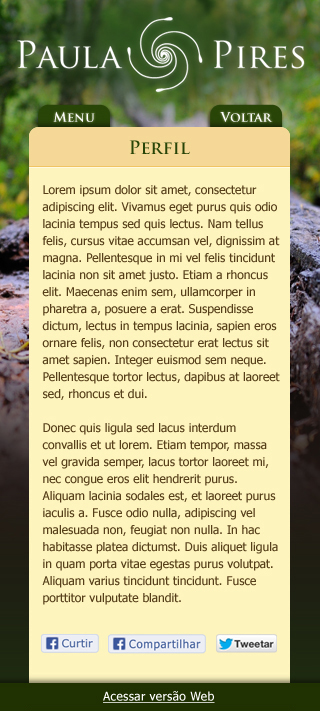 PAULA PIRES
MENU VOLTAR
PERFIL
Lorem ipsum dolor sit amet, consectetur
adipiscing elit. Vivamus eget purus quis odio
lacinia tempus sed quis lectus. Nam tellus
felis, cursus vitae accumsan vel, dignissim at
magna. Pellentesque in mi vel felis tincidunt
lacinia non sit amet justo. Etiam a rhoncus
elit. Maecenas enim sem, ullamcorper in
pharetra a, posuere a erat. Suspendisse
dictum, lectus in tempus lacinia, sapien eros
ornare felis, non consectetur erat lectus sit
amet sapien. Integer euismod sem neque.
Pellentesque tortor lectus, dapibus at laoreet
sed, rhoncus et dui.
Donec quis ligula sed lacus interdum
convallis et ut lorem. Etiam tempor, massa
vel gravida semper, lacus tortor laoreet mi,
nec congue eros elit hendrerit purus.
Aliquam lacinia sodales est, et laoreet purus
iaculis a. Fusce odio nulla, adipiscing vel
malesuada non, feugiat non nulla. In hac
habitasse platea dictumst. Duis aliquet ligula
in quam porta vitae egestas purus volutpat.
Aliquam varius tincidunt tincidunt. Fusce
porttitor vulputate blandit.
Curtir Compartilhar Tweetar
Acessar versão Web